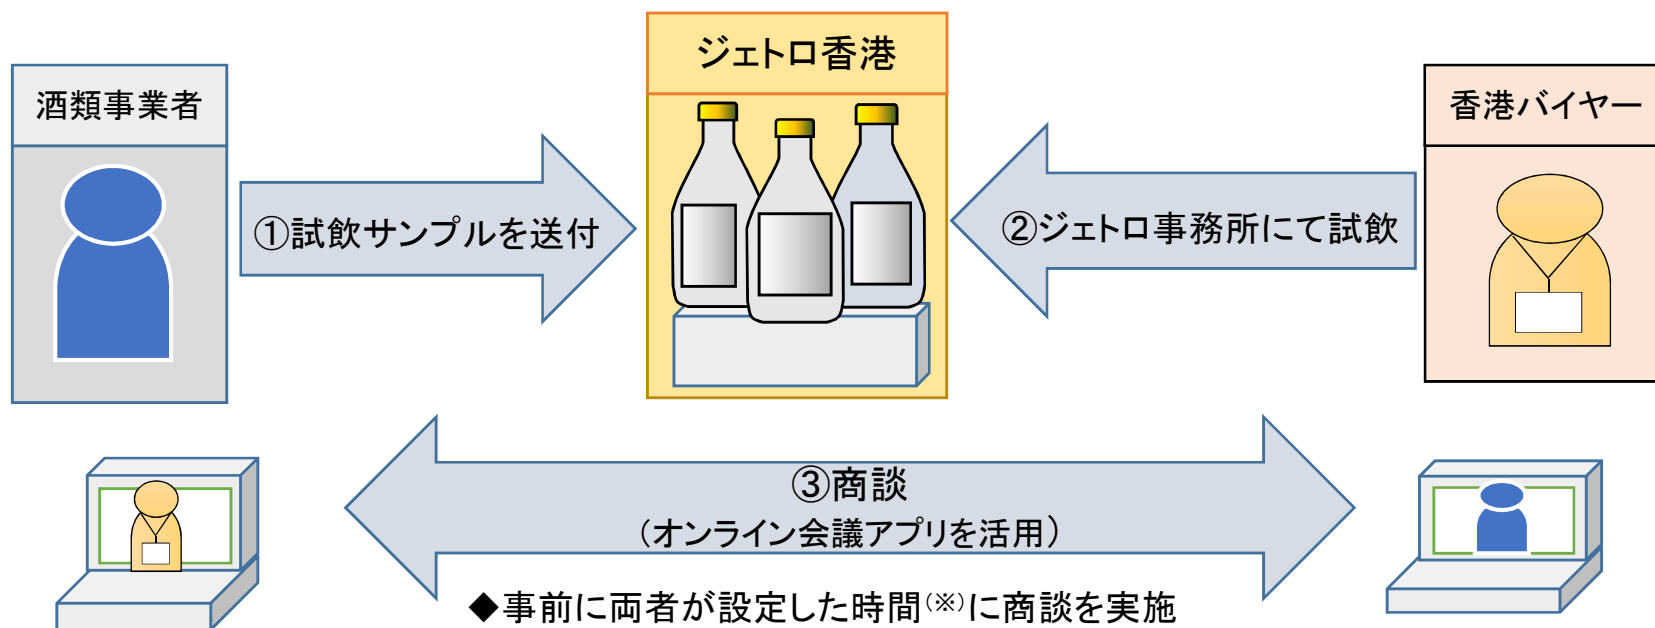 ジェトロ香港
酒類事業者
香港バイヤー
①試飲サンプルを送付
②ジェトロ事務所にて試飲
③商談
(オンライン会議アプリを活用)
◆事前に両者が設定した時間(※)に商談を実施